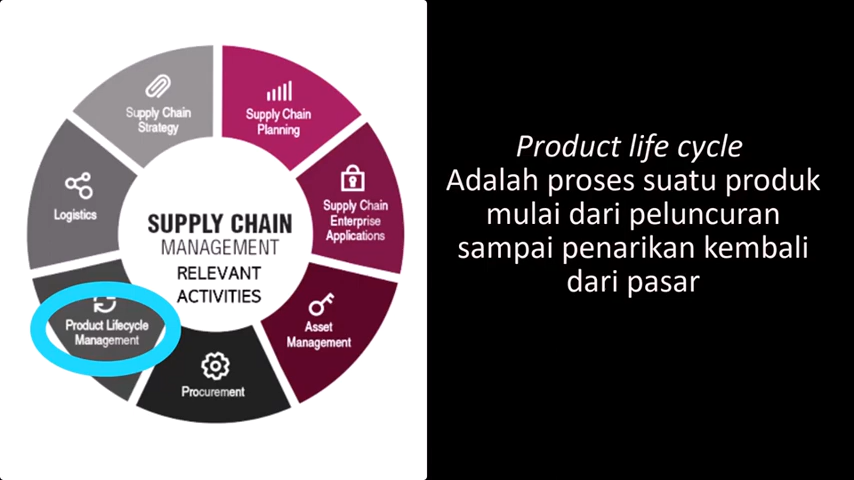 Supply Chain
Strategy
Supply Chain
Planning
Logistics
Supply Chain
Enterprise
Applications
SUPPLY CHAIN
MANAGEMENT
RELEVANT
ACTIVITIES
Product Lifecycle
Management
Asset
Management
Procurement
Product life cycle
Adalah proses suatu produk
mulai dari peluncuran
sampai penarikan kembali
dari pasar